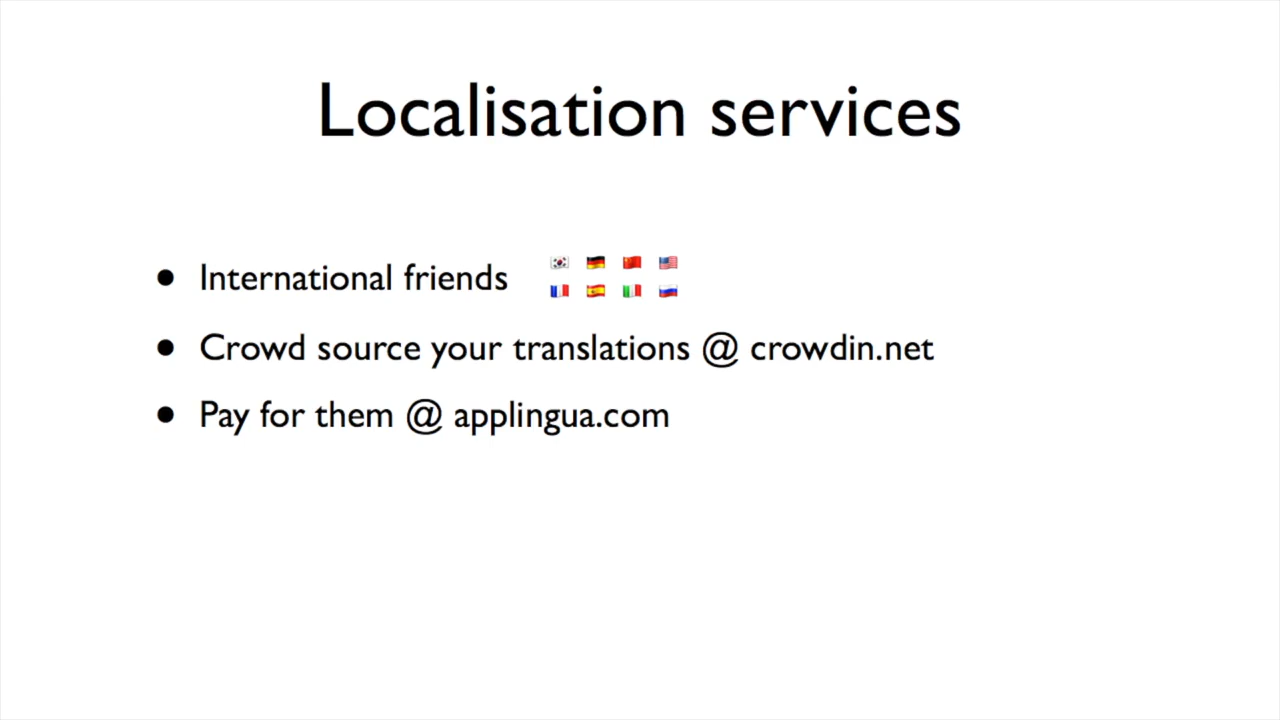 Localisation services
• International friends
• Crowd source your translations @ crowdin.net
• Pay for them @ applingua.com